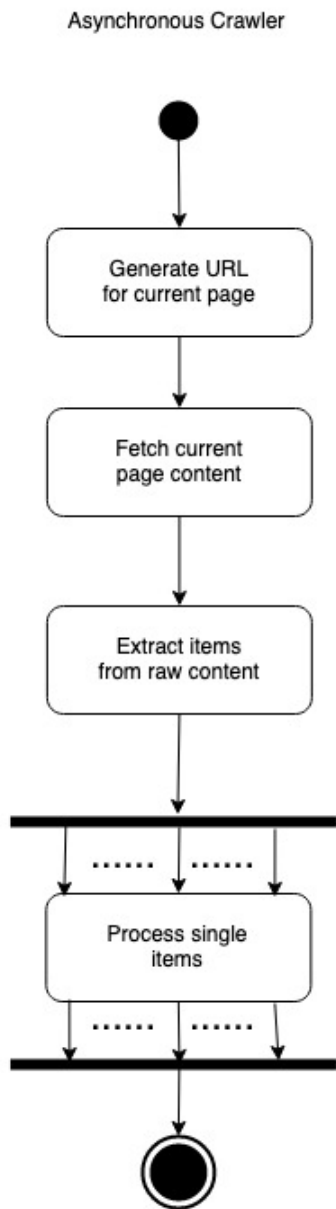 Asynchronous Crawler
Generate URL
for current page
Fetch current
page content
Extract items
from raw content
......
......
Process single
items
......
......